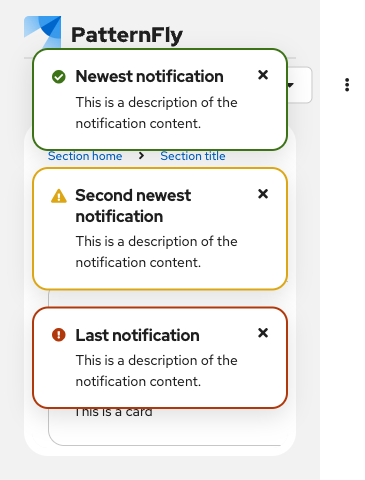 PatternFly
Newest notification
This is a description of the
notification content.
Section home
Section title
Second newest
notification
This is a description of the
notification content.
Last notification
This is a description of the
notification content.
This is a card